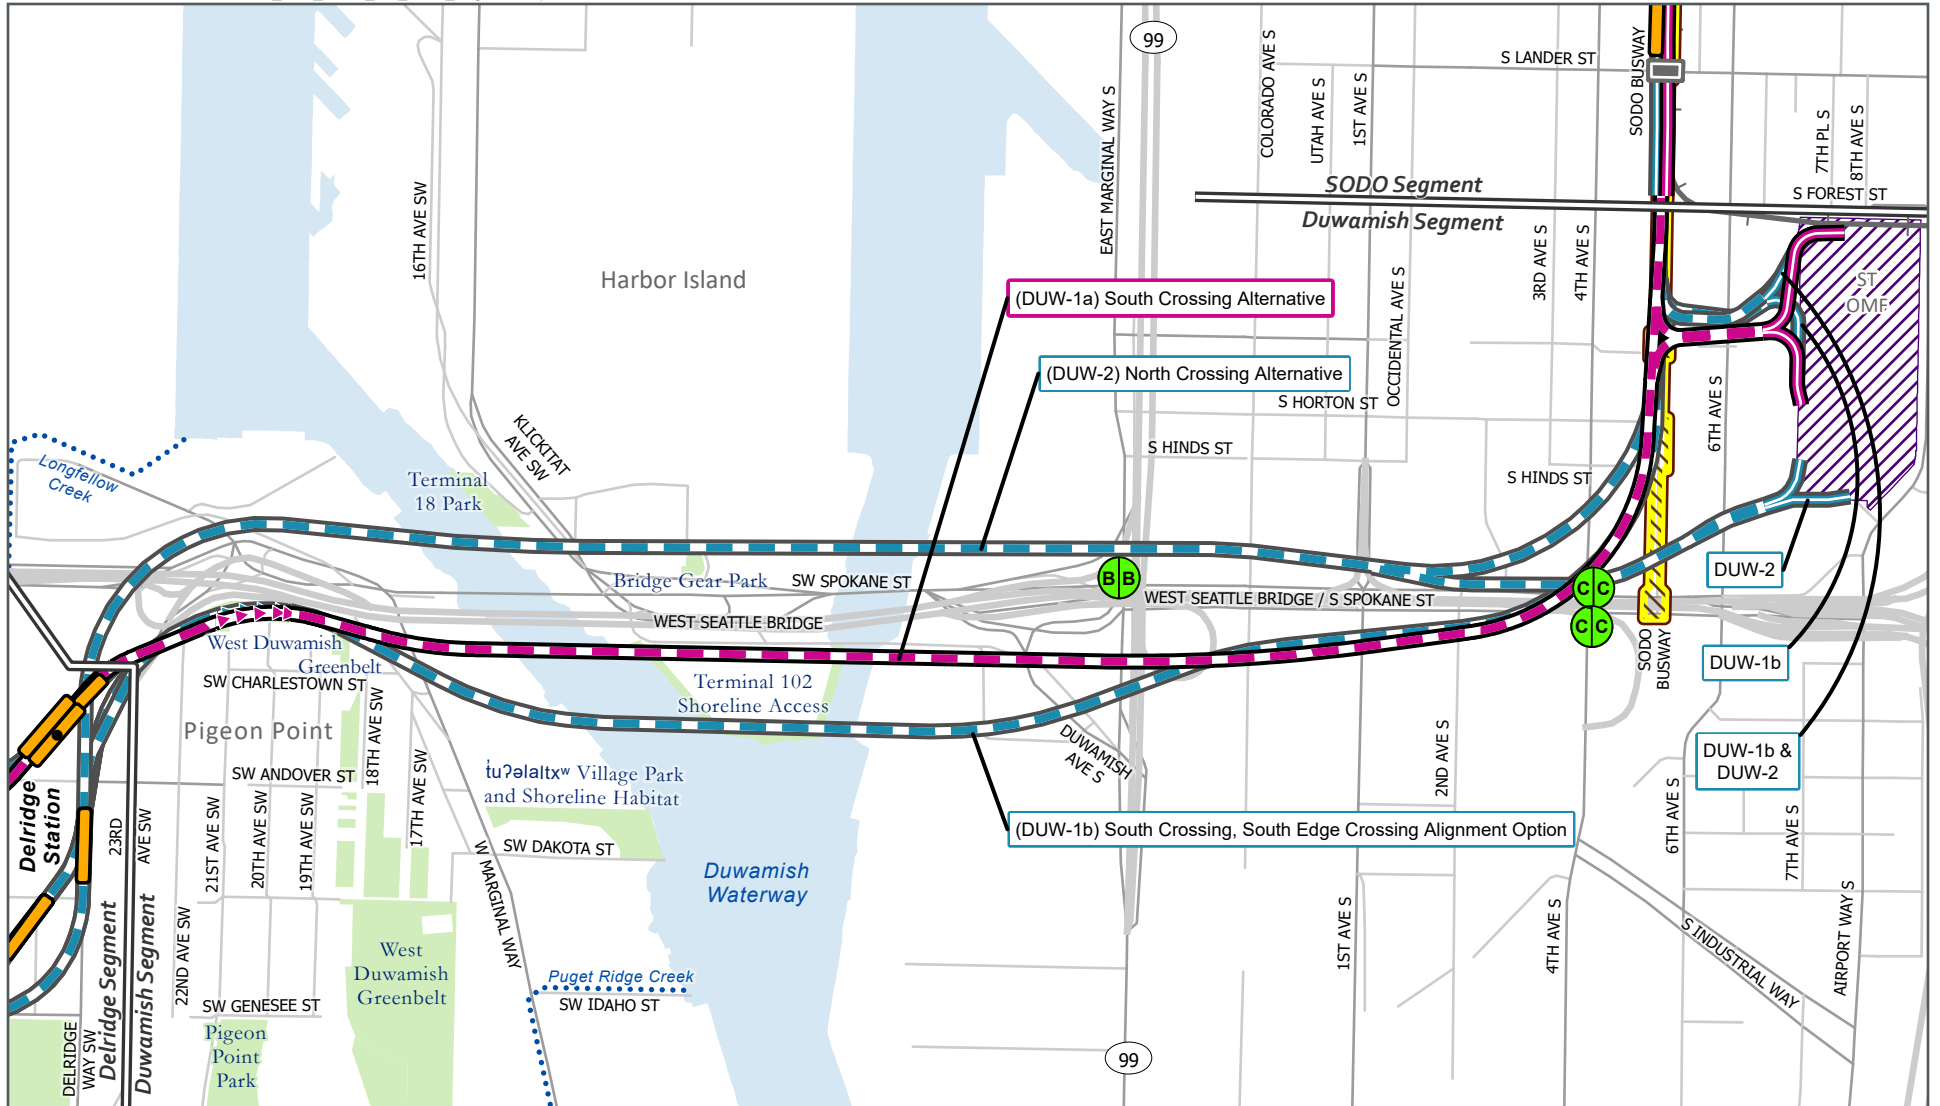 99
S LANDER ST
COLORADO AVE S
UTAH AVE S
1ST AVE S
SODO BUSWAY
7TH PL S
8TH AVE S
EAST MARGINAL WAY S
16TH AVE SW
SODO Segment
Duwamish Segment
S FOREST ST
3RD AVE S
4TH AVE S
Harbor Island
ST
OMF
(DUW-1a) South Crossing Alternative
OCCIDENTAL AVE S
(DUW-2) North Crossing Alternative
S HORTON ST
6TH AVE S
KLICKITAT
AVE SW
S HINDS ST
S HINDS ST
Longfellow
Creek
Terminal
18 Park
Bridge Gear Park
SW SPOKANE ST
B B
C C
C C
WEST SEATTLE BRIDGE / S SPOKANE ST
WEST SEATTLE BRIDGE
DUW-2
West Duwamish
Greenbelt
SW CHARLESTOWN ST
SODO
BUSWAY
DUW-1b
Terminal 102
Shoreline Access
Pigeon Point
18TH AVE SW
DUWAMISH
AVE S
2ND AVE S
DUW-1b &
DUW-2
SW ANDOVER ST
17TH AVE SW
t̓uʔəlaltxʷ Village Park
and Shoreline Habitat
Delridge
Station
23RD
AVE SW
21ST AVE SW
20TH AVE SW
19TH AVE SW
6TH AVE S
7TH AVE S
(DUW-1b) South Crossing, South Edge Crossing Alignment Option
SW DAKOTA ST
W MARGINAL WAY
Duwamish
Waterway
Delridge Segment
Duwamish Segment
22ND AVE SW
1ST AVE S
4TH AVE S
S INDUSTRIAL WAY
AIRPORT WAY S
West
Duwamish
Greenbelt
Puget Ridge Creek
SW IDAHO ST
SW GENESEE ST
Pigeon
Point
Park
DELRIDGE
WAY SW
99